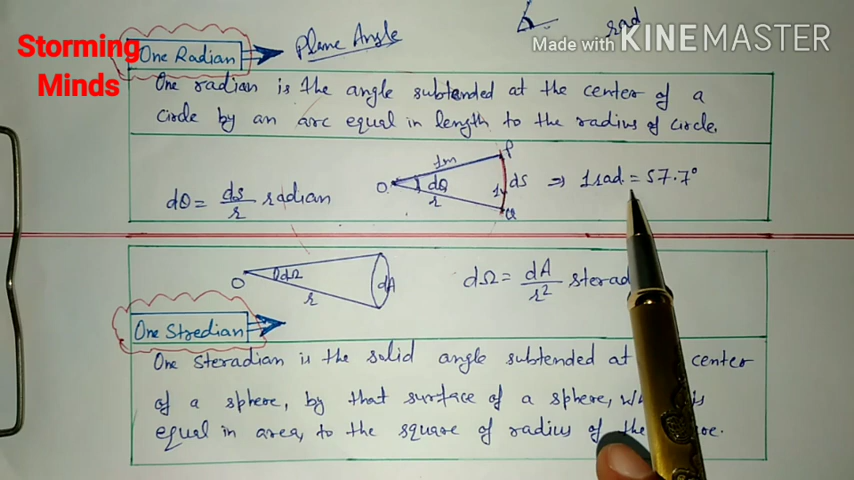 Storming
Minds
One Radian
Plane Angle
rad
Made with KINEMASTER
One radian is the angle subtended at the center of a
circle by an arc equal in length to the radius of circle.
dθ = ds/r radian
O
1m
dθ
r
P
1m
Q
ds
⇒ 1 rad = 57.7°
O
dΩ
r
dA
dΩ = dA/r² sterad
One Stredian
One steradian is the solid angle subtended at center
of a sphere, by that surface of a sphere, is
equal in area, to the square of radius of the